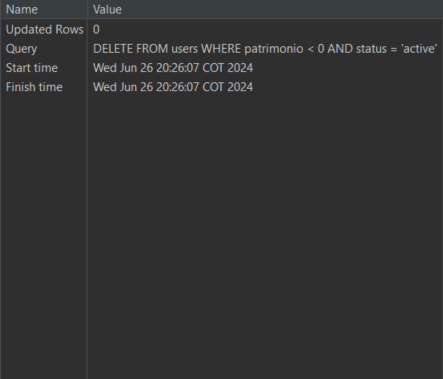 Name Value
Updated Rows 0
Query DELETE FROM users WHERE patrimonio < 0 AND status = 'active'
Start time Wed Jun 26 20:26:07 COT 2024
Finish time Wed Jun 26 20:26:07 COT 2024